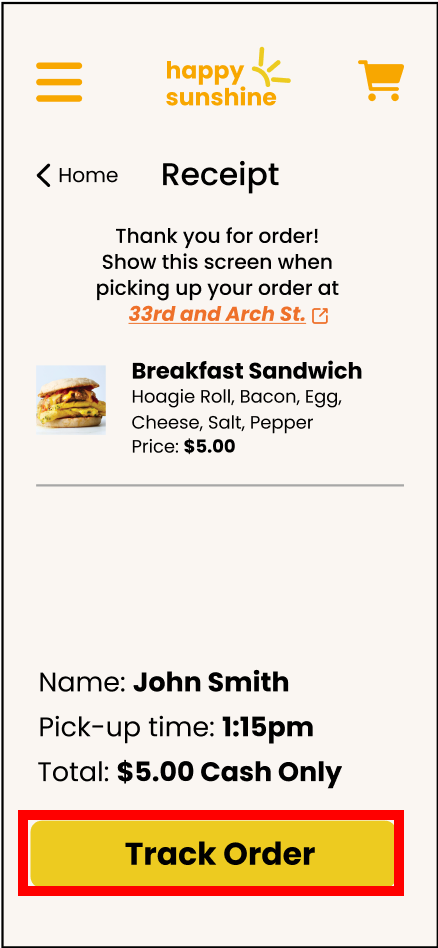 happy
sunshine
Home
Receipt
Thank you for order!
Show this screen when
picking up your order at
33rd and Arch St.
Breakfast Sandwich
Hoagie Roll, Bacon, Egg,
Cheese, Salt, Pepper
Price: $5.00
Name: John Smith
Pick-up time: 1:15pm
Total: $5.00 Cash Only
Track Order